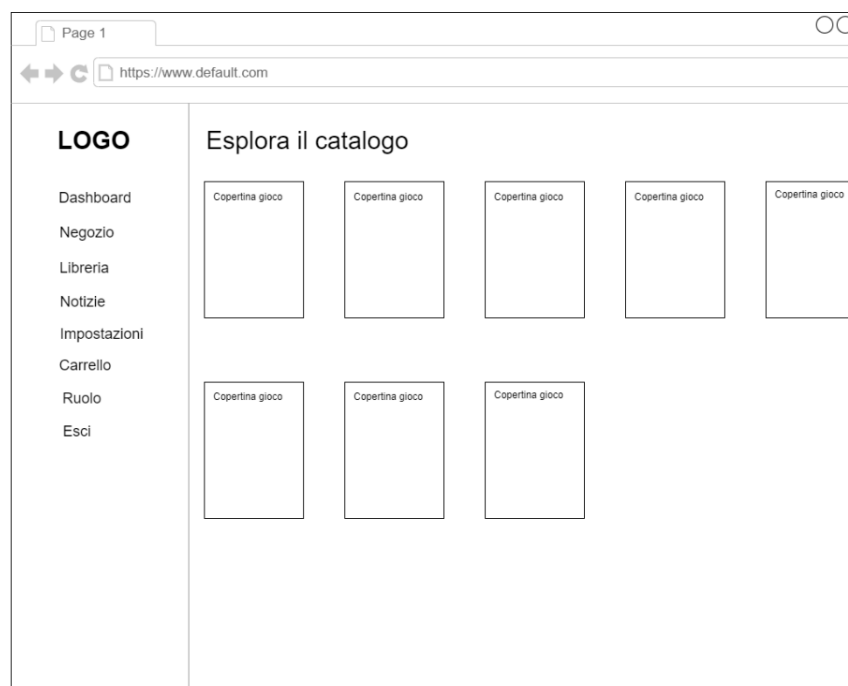 Page 1
https://www.default.com
LOGO
Esplora il catalogo
Dashboard
Negozio
Libreria
Notizie
Impostazioni
Carrello
Ruolo
Esci
Copertina gioco
Copertina gioco
Copertina gioco
Copertina gioco
Copertina gioco
Copertina gioco
Copertina gioco
Copertina gioco